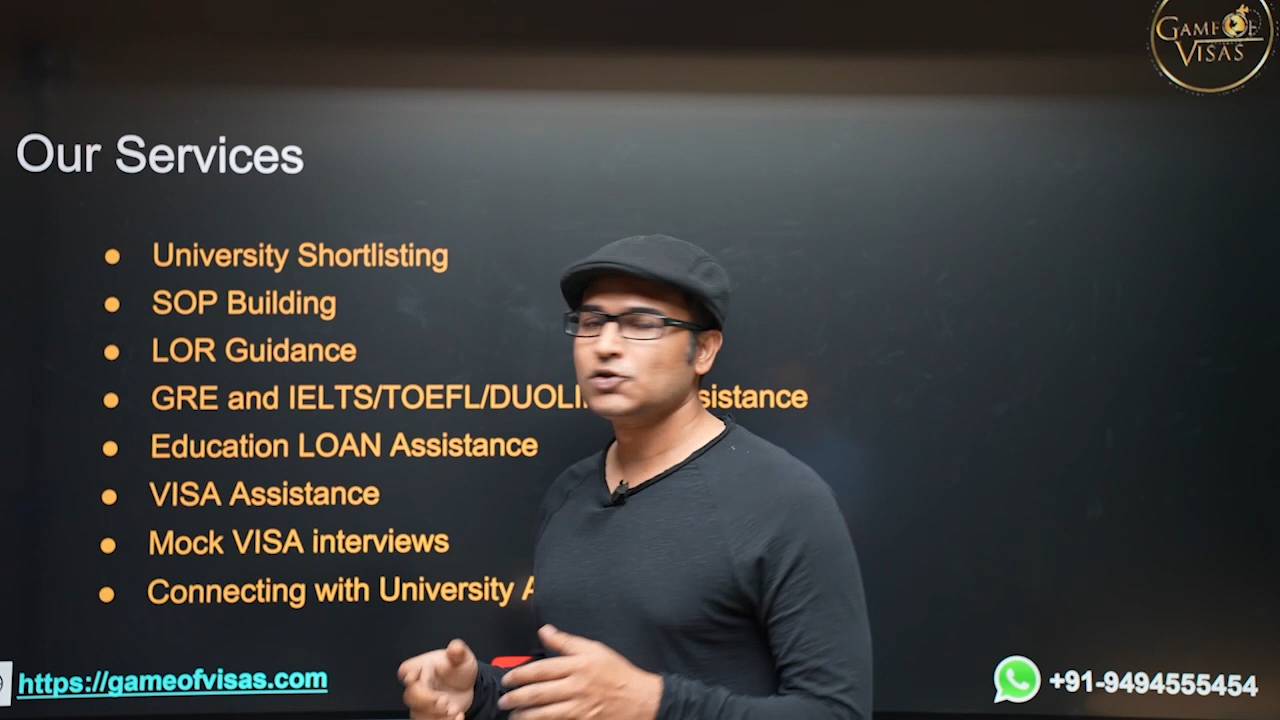 GAME OF
VISAS
Our Services
University Shortlisting
SOP Building
LOR Guidance
GRE and IELTS/TOEFL/DUOLI sistance
Education LOAN Assistance
VISA Assistance
Mock VISA interviews
Connecting with University
https://gameofvisas.com
+91-9494555454